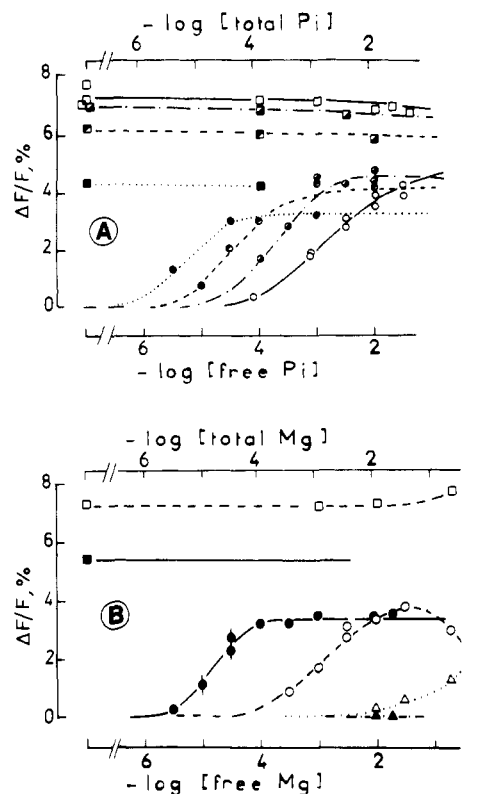 - log [total Pi]
6 4 2
8
6
4
2
0
ΔF/F, %
A
6 4 2
- log [free Pi]
- log [total Mg]
6 4 2
8
6
4
2
0
ΔF/F, %
B
6 4 2
- log [free Mg]